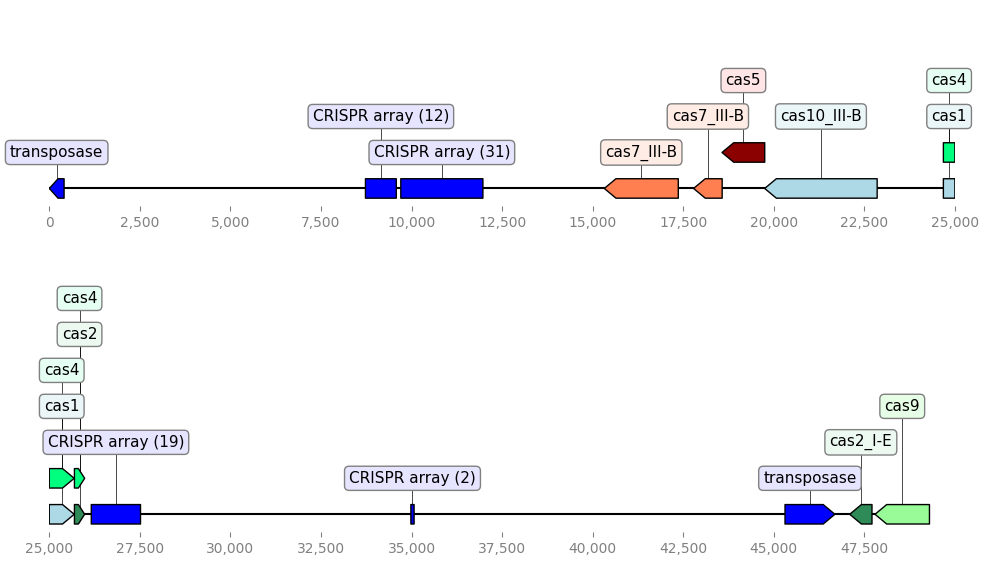 cas5
cas4
CRISPR array (12)
cas7_III-B
cas10_III-B
cas1
transposase
CRISPR array (31)
cas7_III-B
0
2,500
5,000
7,500
10,000
12,500
15,000
17,500
20,000
22,500
25,000
cas4
cas2
cas4
cas1
cas9
CRISPR array (19)
cas2_I-E
CRISPR array (2)
transposase
25,000
27,500
30,000
32,500
35,000
37,500
40,000
42,500
45,000
47,500